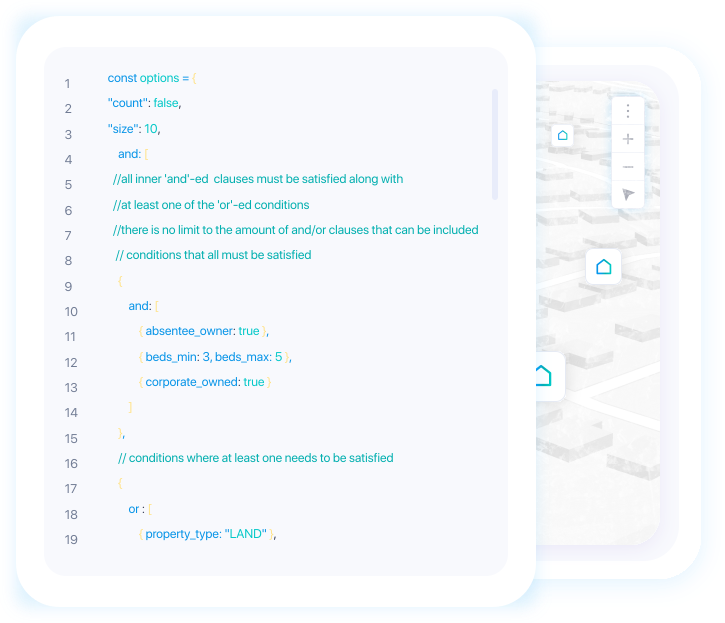 1 const options = {
2 "count": false,
3 "size": 10,
4 and: [
5 //all inner 'and'-ed clauses must be satisfied along with
6 //at least one of the 'or'-ed conditions
7 //there is no limit to the amount of and/or clauses that can be included
8 // conditions that all must be satisfied
9 {
10 and: [
11 { absentee_owner: true },
12 { beds_min: 3, beds_max: 5 },
13 { corporate_owned: true }
14 ]
15 },
16 // conditions where at least one needs to be satisfied
17 {
18 or : [
19 { property_type: "LAND" },